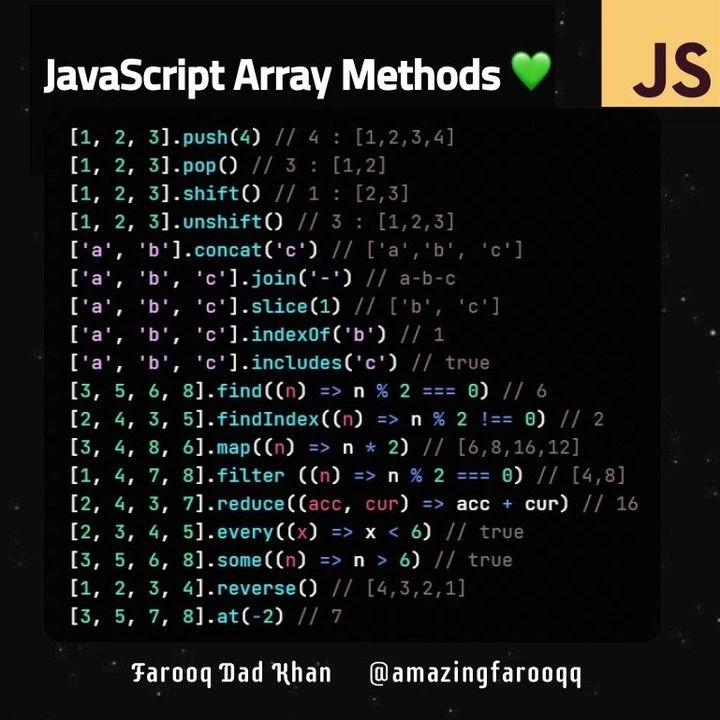 JavaScript Array Methods 💚
JS
[1, 2, 3].push(4) // 4 : [1,2,3,4]
[1, 2, 3].pop() // 3 : [1,2]
[1, 2, 3].shift() // 1 : [2,3]
[1, 2, 3].unshift() // 3 : [1,2,3]
['a', 'b'].concat('c') // ['a','b', 'c']
['a', 'b', 'c'].join('-') // a-b-c
['a', 'b', 'c'].slice(1) // ['b', 'c']
['a', 'b', 'c'].indexOf('b') // 1
['a', 'b', 'c'].includes('c') // true
[3, 5, 6, 8].find((n) => n % 2 === 0) // 6
[2, 4, 3, 5].findIndex((n) => n % 2 !== 0) // 2
[3, 4, 8, 6].map((n) => n * 2) // [6,8,16,12]
[1, 4, 7, 8].filter ((n) => n % 2 === 0) // [4,8]
[2, 4, 3, 7].reduce((acc, cur) => acc + cur) // 16
[2, 3, 4, 5].every((x) => x < 6) // true
[3, 5, 6, 8].some((n) => n > 6) // true
[1, 2, 3, 4].reverse() // [4,3,2,1]
[3, 5, 7, 8].at(-2) // 7
Farooq Dad Khan @amazingfarooqq